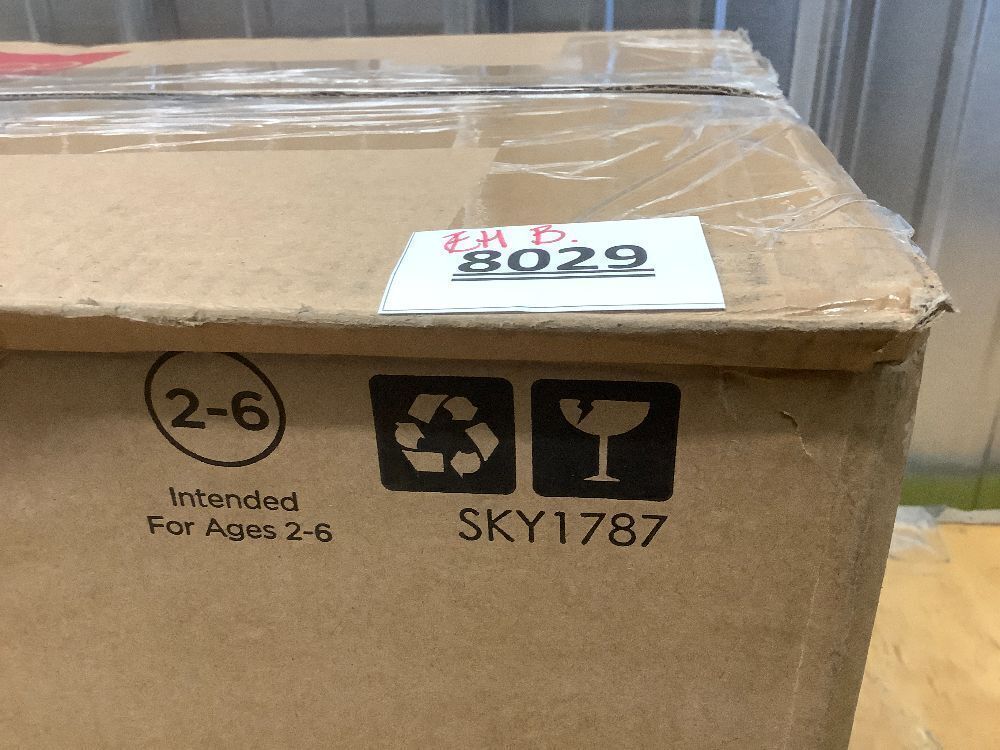 EH B.
8029
2-6
Intended
For Ages 2-6
SKY1787